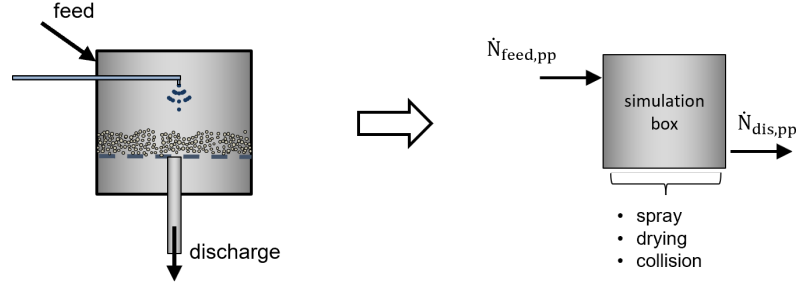 feed
discharge
Ṅfeed,pp
simulation
box
Ṅdis,pp
• spray
• drying
• collision